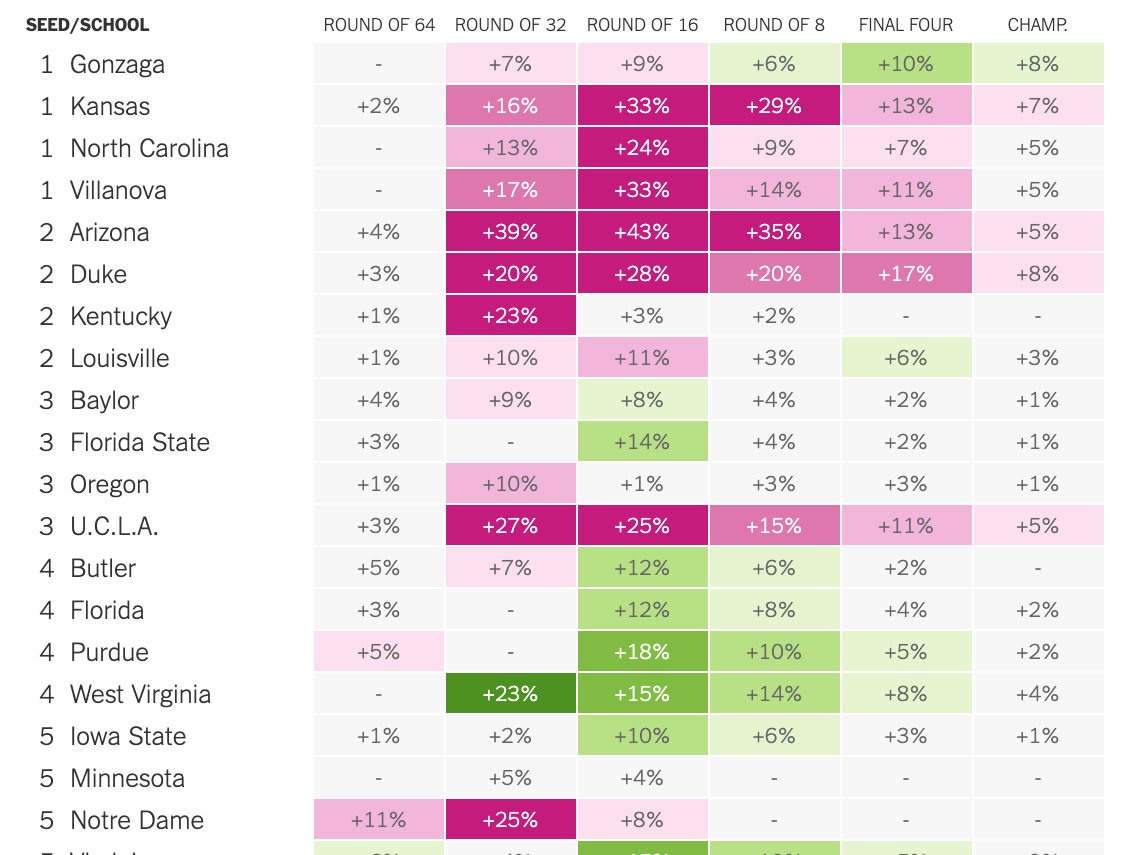 SEED/SCHOOL ROUND OF 64 ROUND OF 32 ROUND OF 16 ROUND OF 8 FINAL FOUR CHAMP.
1 Gonzaga - +7% +9% +6% +10% +8%
1 Kansas +2% +16% +33% +29% +13% +7%
1 North Carolina - +13% +24% +9% +7% +5%
1 Villanova - +17% +33% +14% +11% +5%
2 Arizona +4% +39% +43% +35% +13% +5%
2 Duke +3% +20% +28% +20% +17% +8%
2 Kentucky +1% +23% +3% +2% - -
2 Louisville +1% +10% +11% +3% +6% +3%
3 Baylor +4% +9% +8% +4% +2% +1%
3 Florida State +3% - +14% +4% +2% +1%
3 Oregon +1% +10% +1% +3% +3% +1%
3 U.C.L.A. +3% +27% +25% +15% +11% +5%
4 Butler +5% +7% +12% +6% +2% -
4 Florida +3% - +12% +8% +4% +2%
4 Purdue +5% - +18% +10% +5% +2%
4 West Virginia - +23% +15% +14% +8% +4%
5 Iowa State +1% +2% +10% +6% +3% +1%
5 Minnesota - +5% +4% - - -
5 Notre Dame +11% +25% +8% - - -